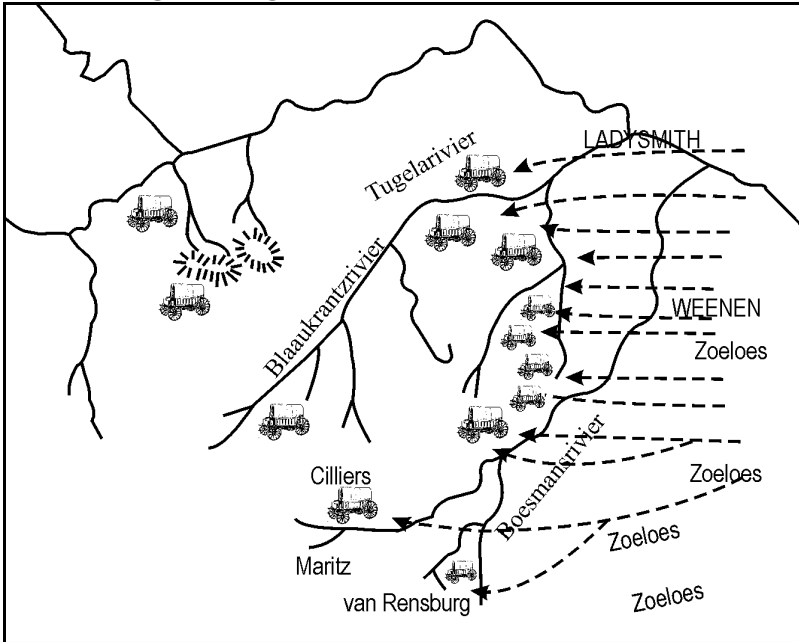 LADYSMITH
Tugelarivier
Blaaukrantzrivier
WEENEN
Zoeloes
Boesmansrivier
Cilliers
Zoeloes
Zoeloes
Maritz
van Rensburg
Zoeloes